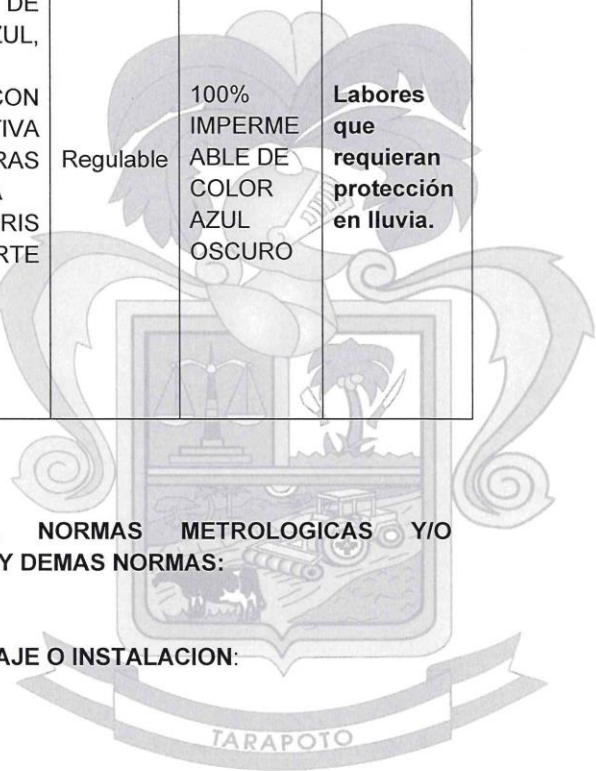 DE
ZUL,
CON
TIVA
RAS
RIS
RTE
Regulable
100%
IMPERME
ABLE DE
COLOR
AZUL
OSCURO
Labores
que
requieran
protección
en lluvia.
NORMAS METROLOGICAS Y/O
Y DEMAS NORMAS:
AJE O INSTALACION:
TARAPOTO